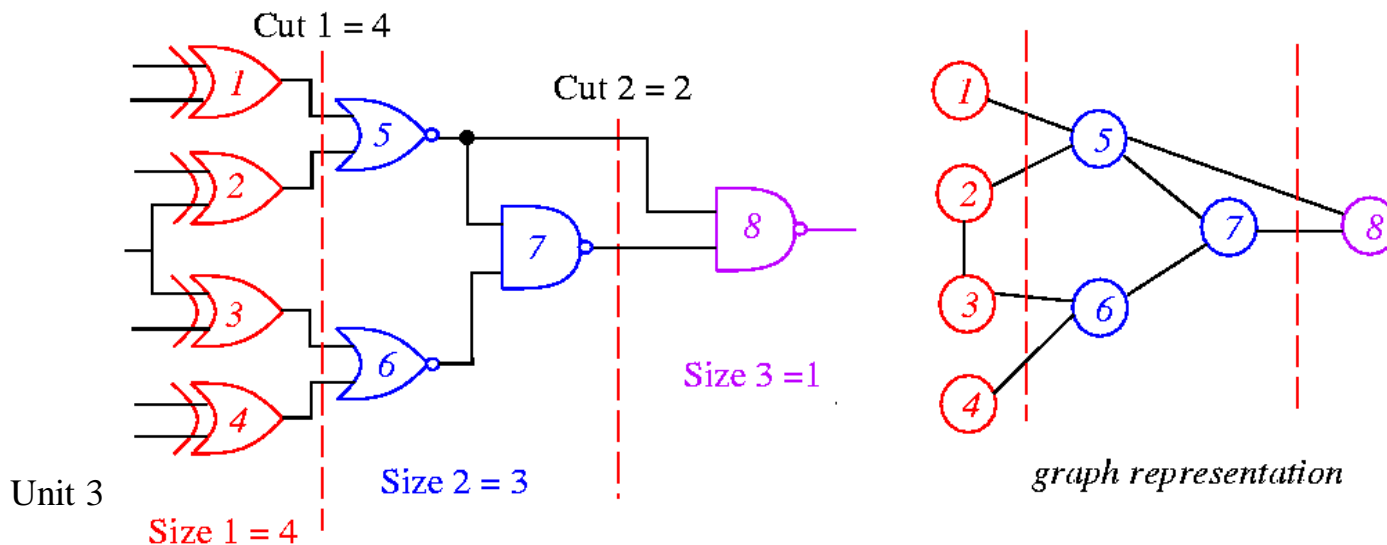 Cut 1 = 4
1
2
3
4
5
6
7
8
Cut 2 = 2
Size 3 =1
Size 2 = 3
Size 1 = 4
Unit 3
1
2
3
4
5
6
7
8
graph representation